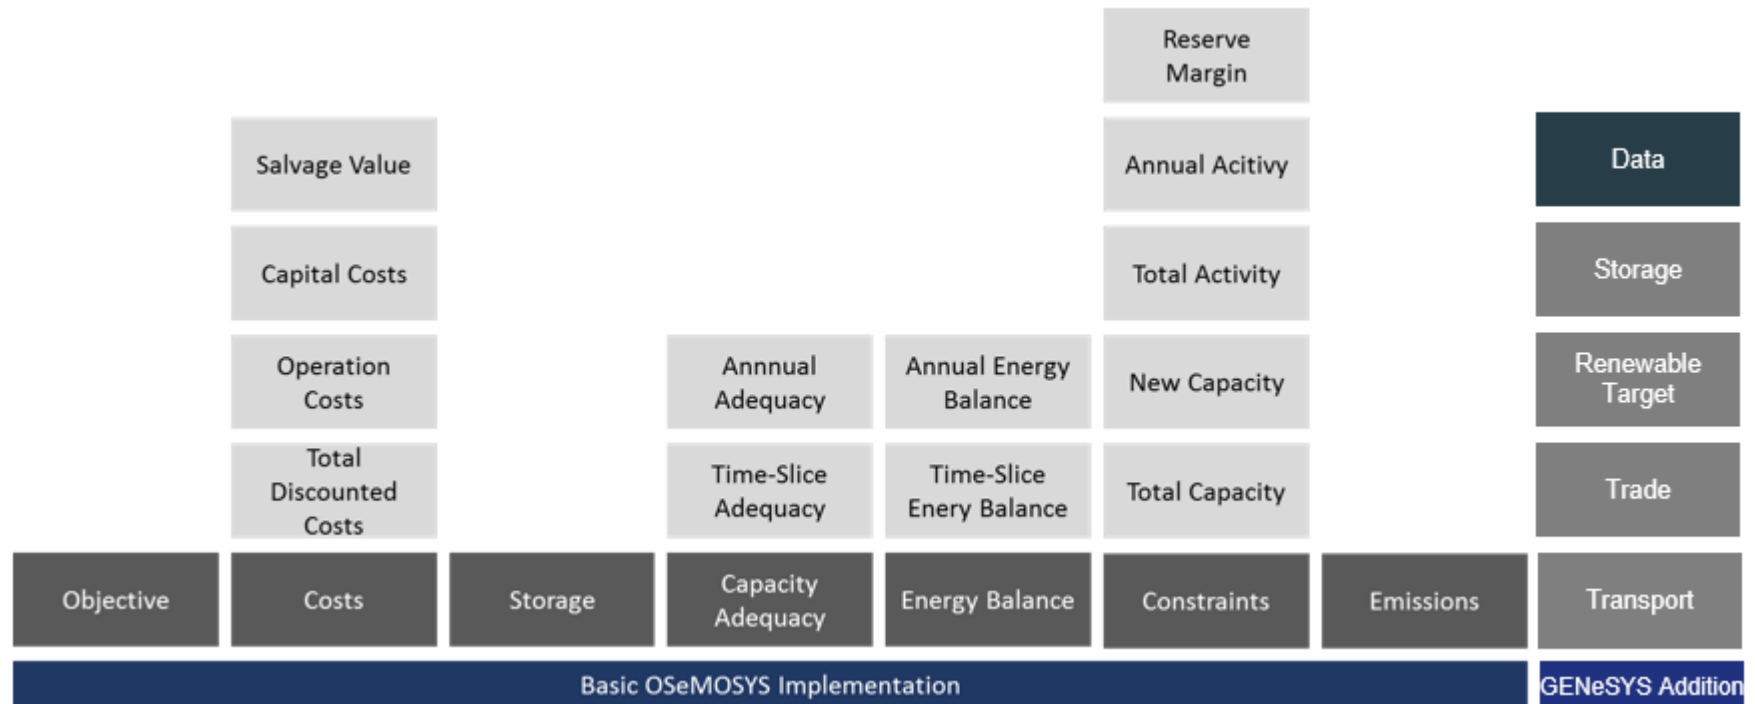 Reserve
Margin
Salvage Value
Annual Acitivy
Data
Capital Costs
Total Activity
Storage
Operation
Costs
Annnual
Adequacy
Annual Energy
Balance
New Capacity
Renewable
Target
Total
Discounted
Costs
Time-Slice
Adequacy
Time-Slice
Enery Balance
Total Capacity
Trade
Objective
Costs
Storage
Capacity
Adequacy
Energy Balance
Constraints
Emissions
Transport
Basic OSeMOSYS Implementation
GENeSYS Addition